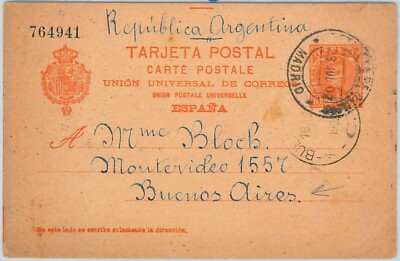 764941
República Argentina
TARJETA POSTAL
CARTE POSTALE
UNIÓN UNIVERSAL DE CORREOS
UNION POSTALE UNIVERSELLE
ESPAÑA
MADRID
A Mme Bloch.
Montevideo 1557
Buenos Aires.
En este lado se escribe solamente la dirección.